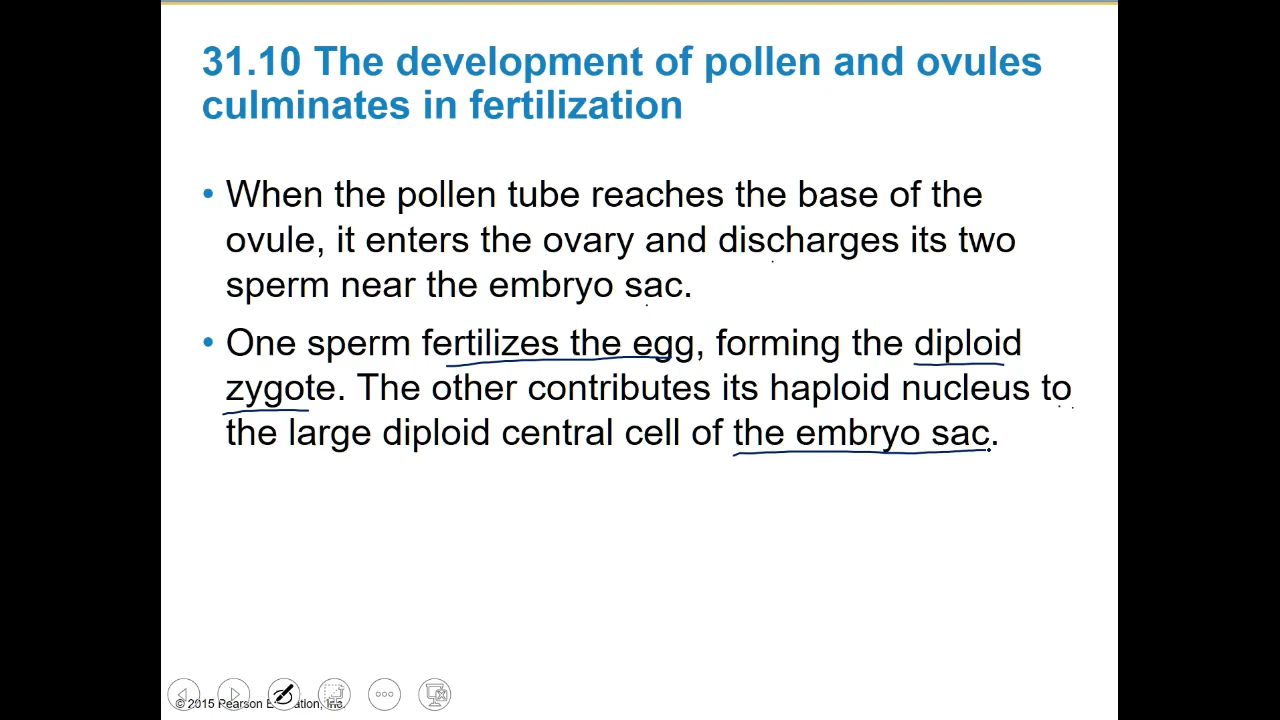 31.10 The development of pollen and ovules
culminates in fertilization
• When the pollen tube reaches the base of the
ovule, it enters the ovary and discharges its two
sperm near the embryo sac.
• One sperm fertilizes the egg, forming the diploid
zygote. The other contributes its haploid nucleus to
the large diploid central cell of the embryo sac.
© 2015 Pearson Inc.